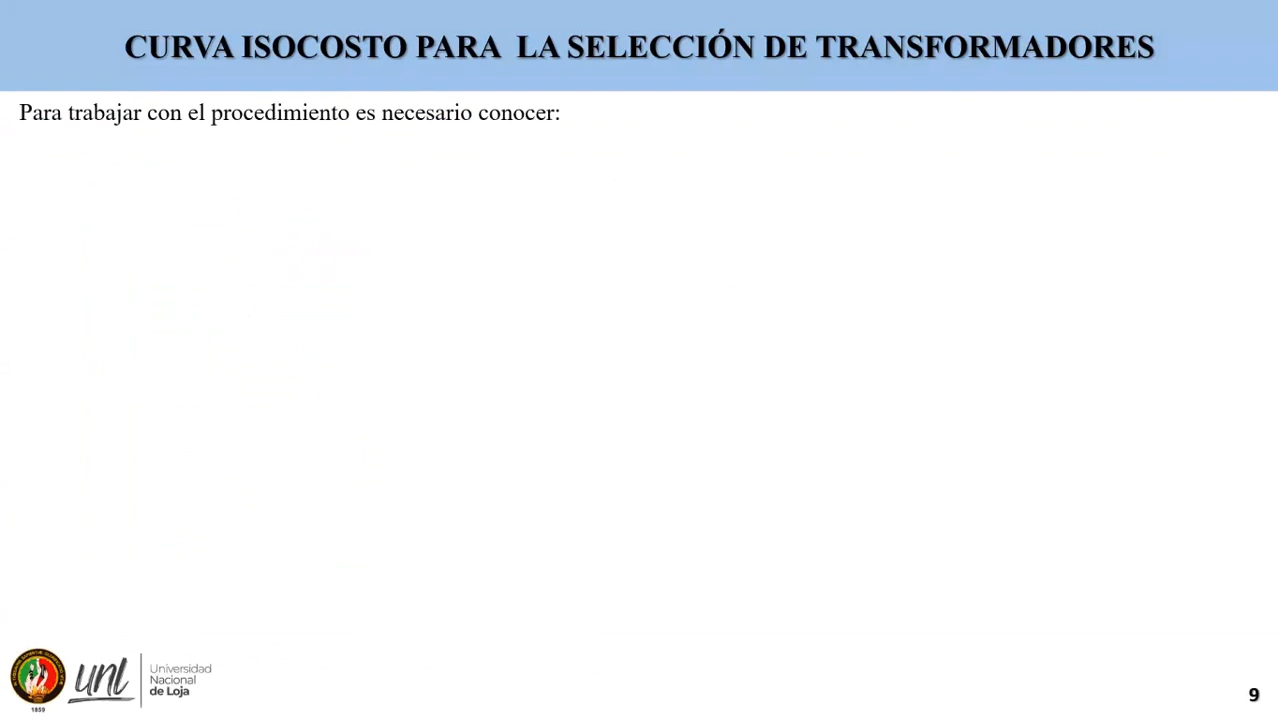 CURVA ISOCOSTO PARA LA SELECCIÓN DE TRANSFORMADORES
Para trabajar con el procedimiento es necesario conocer:
1859
unl
Universidad
Nacional
de Loja
9